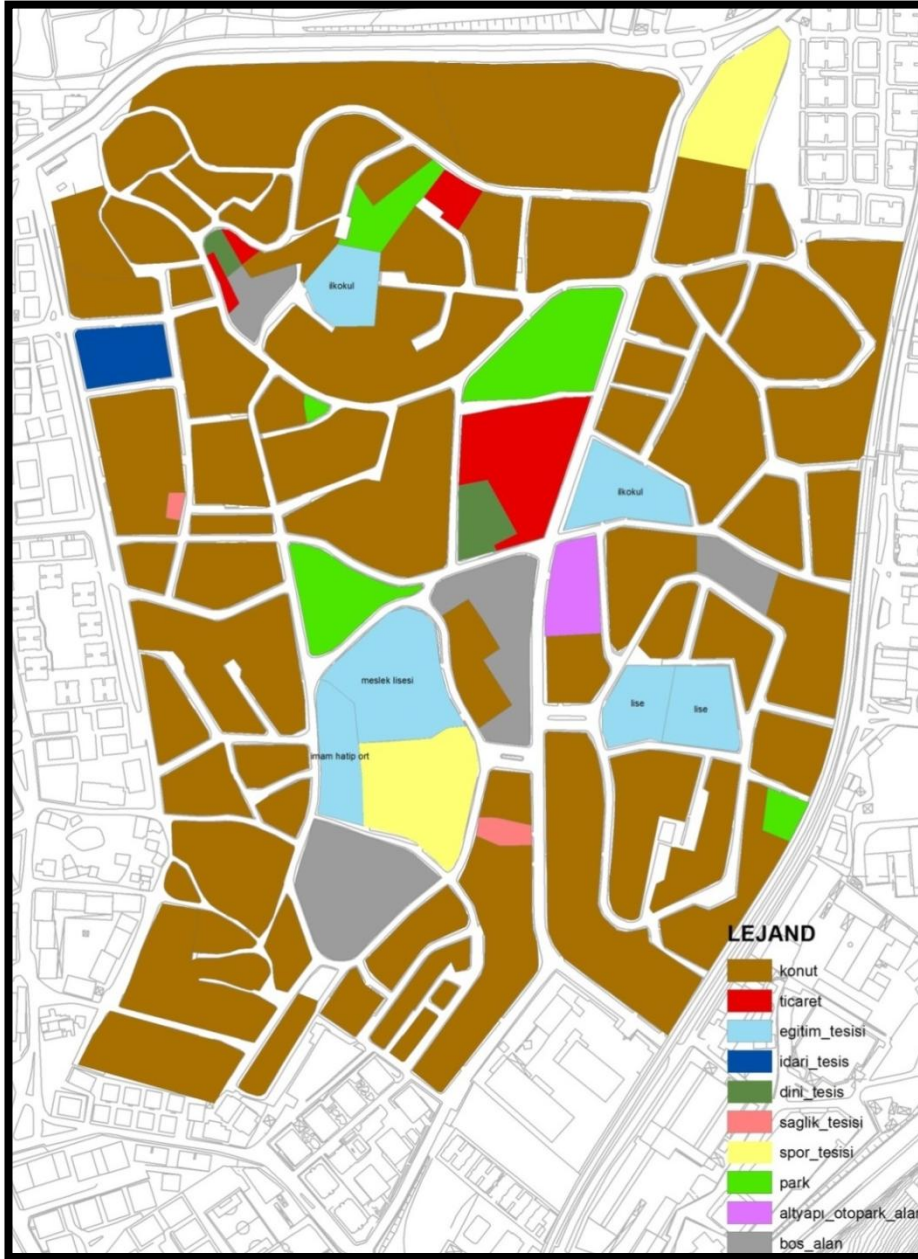 ilkokul
ilkokul
meslek lisesi
lise
lise
imam hatip ort
LEJAND
konut
ticaret
egitim_tesisi
idari_tesis
dini_tesis
saglik_tesisi
spor_tesisi
park
altyapı_otopark_alan
bos_alan